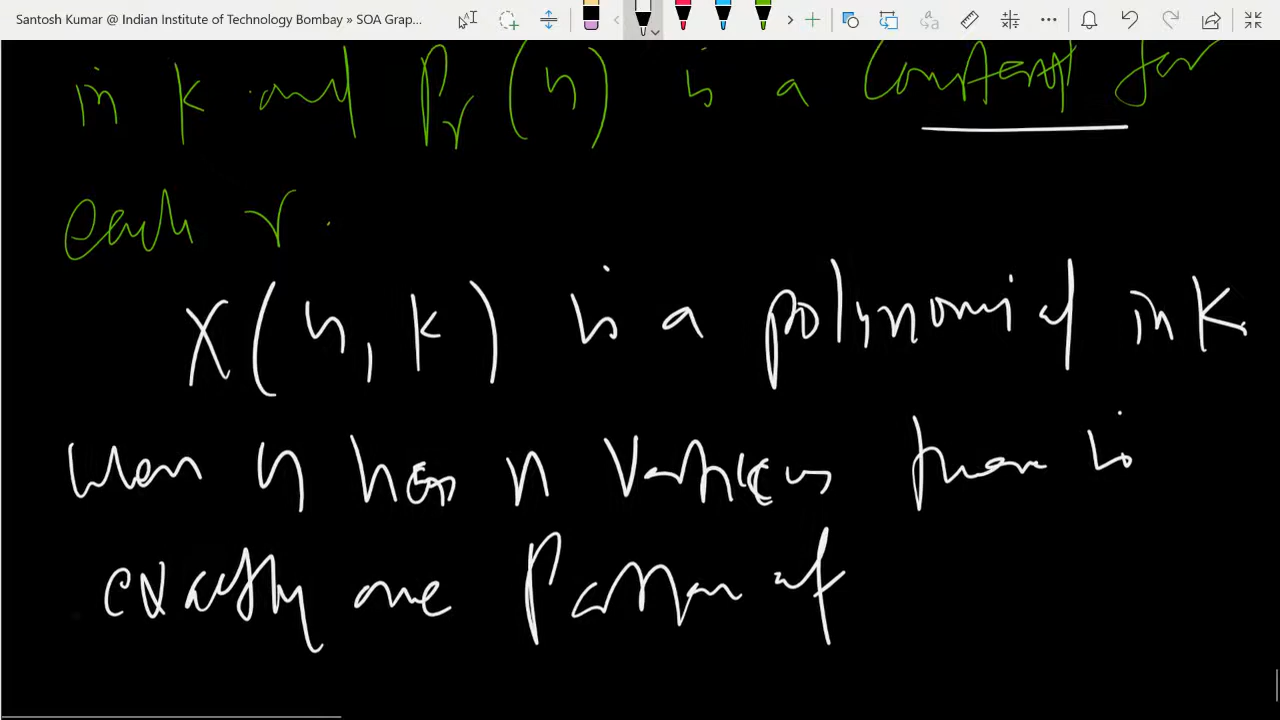 Santosh Kumar @ Indian Institute of Technology Bombay » SOA Grap...
in k and Pr(G) is a constant for
each r.
X(G, k) is a polynomial in k
when G has n vertices there is
exactly one Partition of